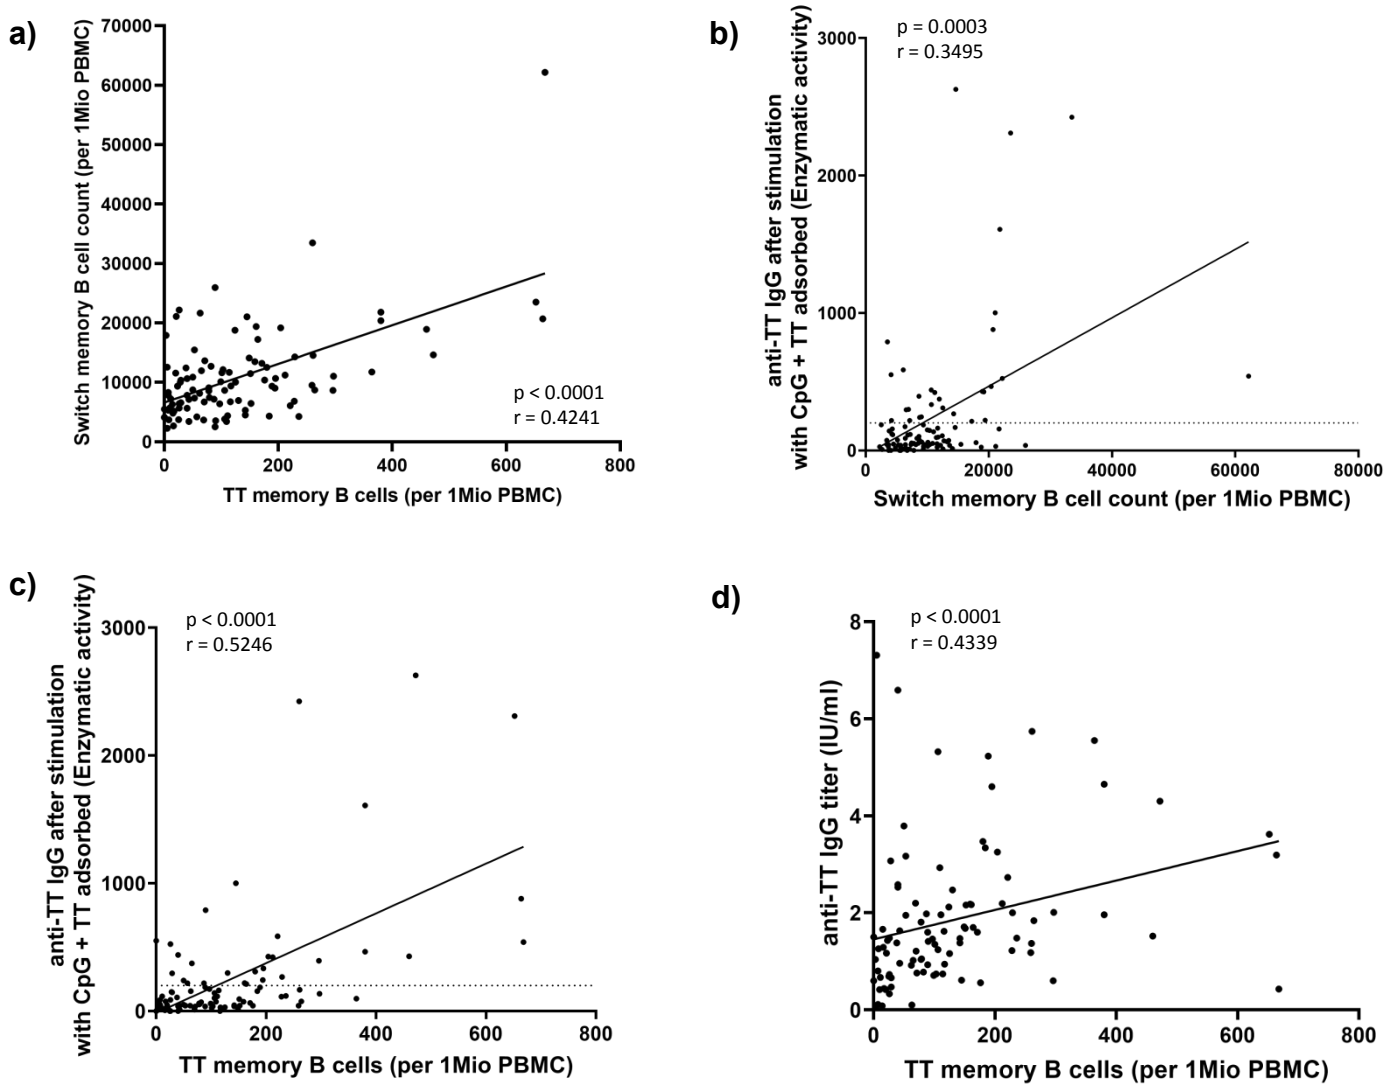 a)
Switch memory B cell count (per 1Mio PBMC)
70000
60000
50000
40000
30000
20000
10000
0
p < 0.0001
r = 0.4241
0 200 400 600 800
TT memory B cells (per 1Mio PBMC)
b)
anti-TT IgG after stimulation
with CpG + TT adsorbed (Enzymatic activity)
p = 0.0003
r = 0.3495
3000
2000
1000
0
0 20000 40000 60000 80000
Switch memory B cell count (per 1Mio PBMC)
c)
anti-TT IgG after stimulation
with CpG + TT adsorbed (Enzymatic activity)
p < 0.0001
r = 0.5246
3000
2000
1000
0
0 200 400 600 800
TT memory B cells (per 1Mio PBMC)
d)
anti-TT IgG titer (IU/ml)
p < 0.0001
r = 0.4339
8
6
4
2
0
0 200 400 600 800
TT memory B cells (per 1Mio PBMC)